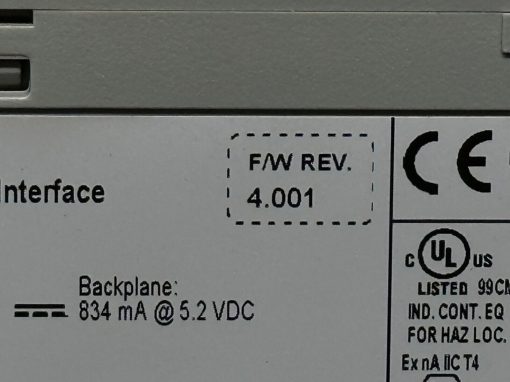 F/W REV.
4.001
Interface
Backplane:
834 mA @ 5.2 VDC
CE
C UL US
LISTED 99CN
IND. CONT. EQ
FOR HAZ LOC.
Ex nA IIC T4